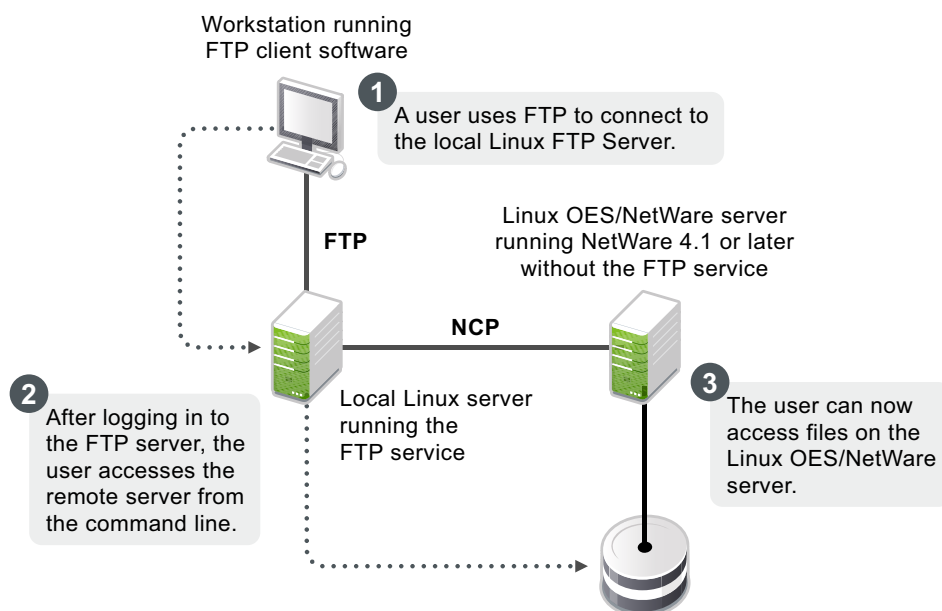 Workstation running
FTP client software
1
A user uses FTP to connect to
the local Linux FTP Server.
FTP
Linux OES/NetWare server
running NetWare 4.1 or later
without the FTP service
NCP
2
After logging in to
the FTP server, the
user accesses the
remote server from
the command line.
Local Linux server
running the
FTP service
3
The user can now
access files on the
Linux OES/NetWare
server.